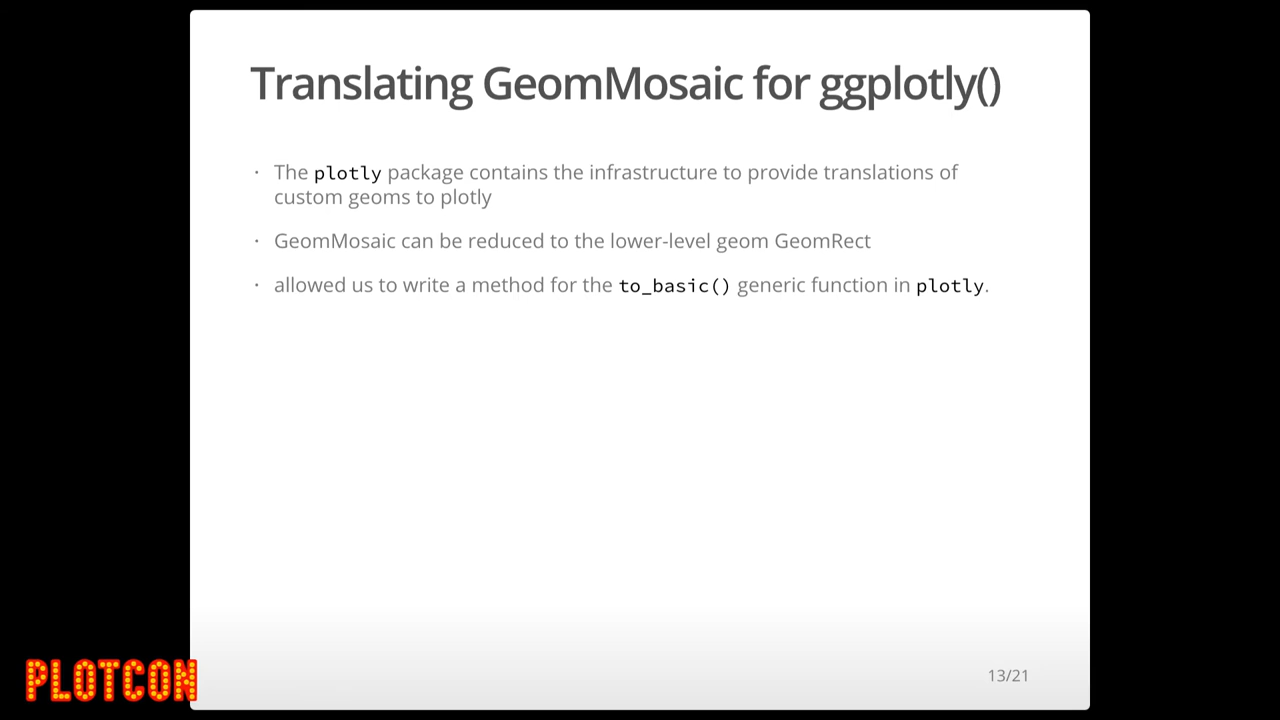 Translating GeomMosaic for ggplotly()
· The plotly package contains the infrastructure to provide translations of
custom geoms to plotly
· GeomMosaic can be reduced to the lower-level geom GeomRect
· allowed us to write a method for the to_basic() generic function in plotly.
13/21
PLOTCON